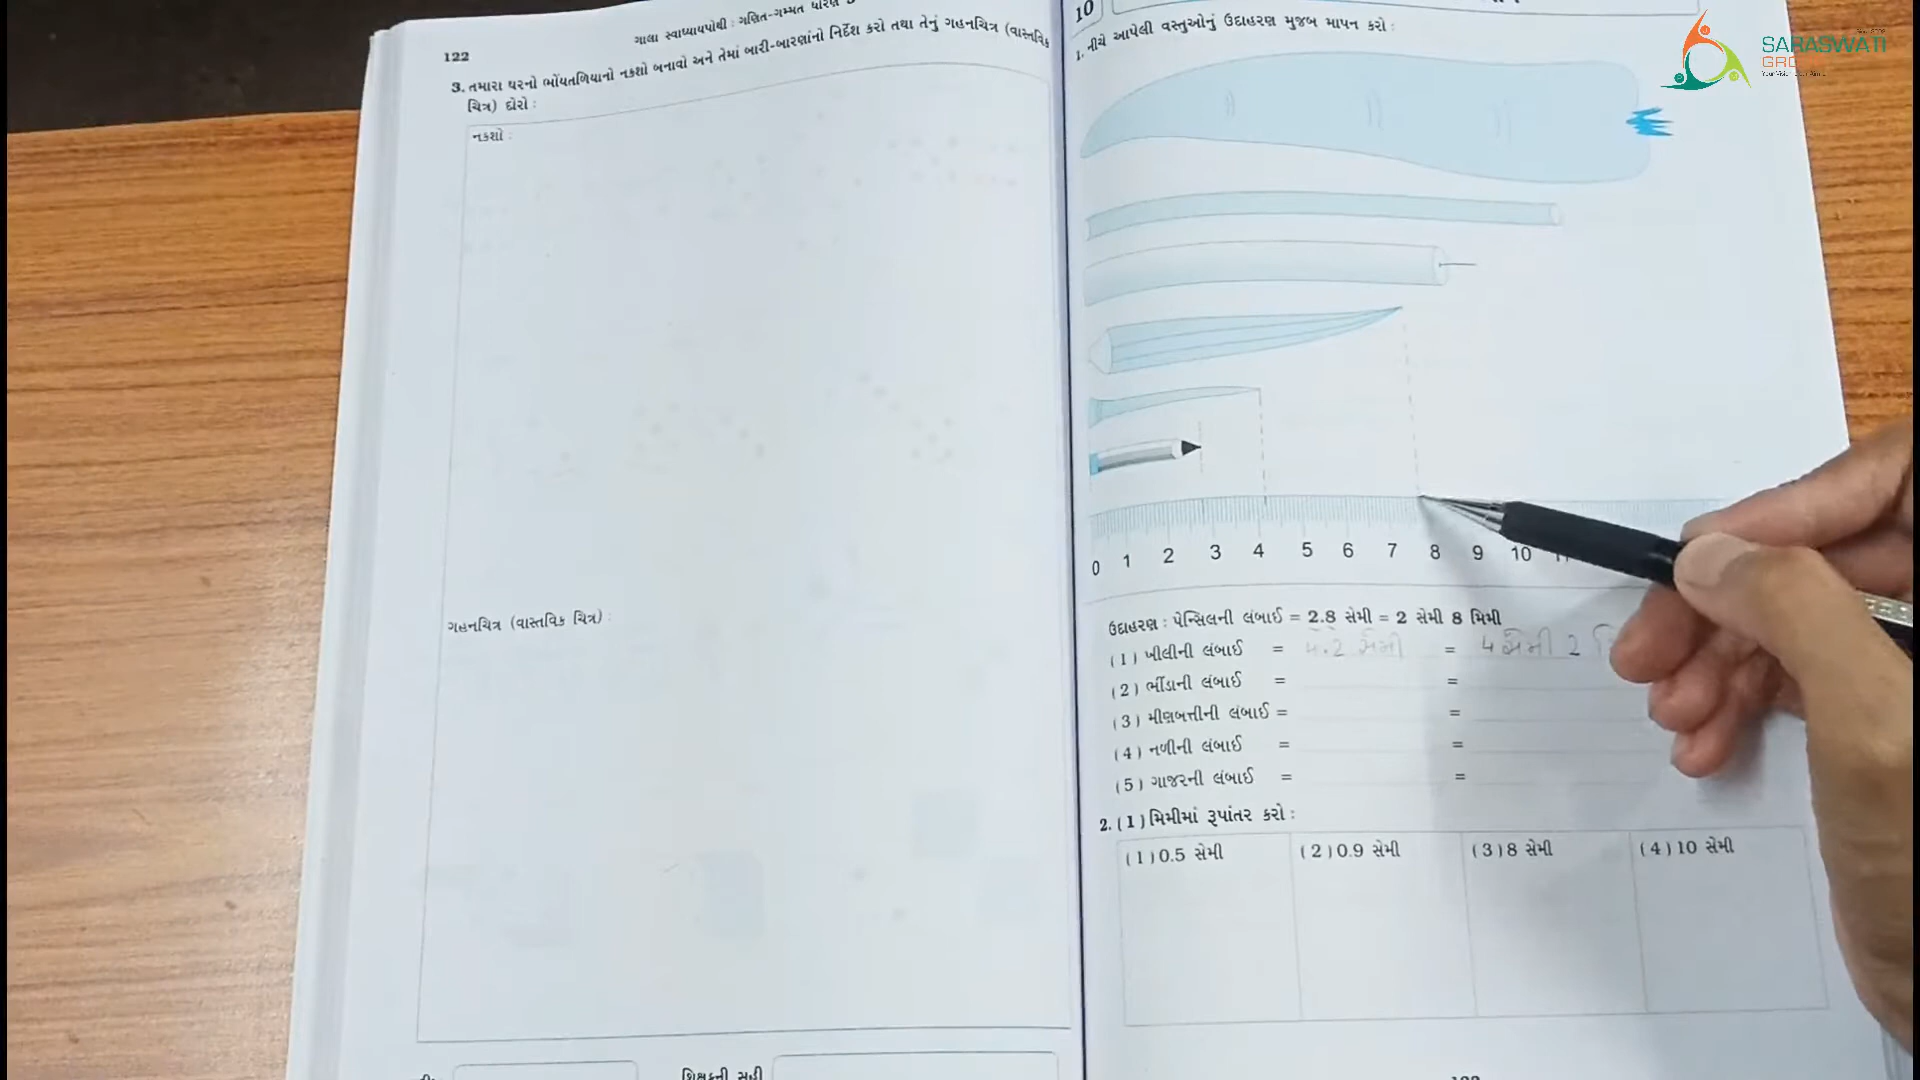 SARASWATI
GROUP
122
ગાલા સ્વાધ્યાયપોથી : ગણિત-ગમ્મત ધોરણ
3. તમારા ઘરનો ભોંયતળિયાનો નકશો બનાવો અને તેમાં બારી-બારણાંનો નિર્દેશ કરો તથા તેનું ગહનચિત્ર (વાસ્તવિક
ચિત્ર) દોરો :
નકશો :
ગહનચિત્ર (વાસ્તવિક ચિત્ર) :
શિક્ષકની સહી
10
1. નીચે આપેલી વસ્તુઓનું ઉદાહરણ મુજબ માપન કરો :
0 1 2 3 4 5 6 7 8 9 10
ઉદાહરણ : પેન્સિલની લંબાઈ = 2.8 સેમી = 2 સેમી 8 મિમી
(1) ખીલીની લંબાઈ = 4.2 સેમી = 4 સેમી 2
(2) ભીંડાની લંબાઈ = =
(3) મીણબત્તીની લંબાઈ = =
(4) નળીની લંબાઈ = =
(5) ગાજરની લંબાઈ = =
2. (1) મિમીમાં રૂપાંતર કરો :
(1) 0.5 સેમી (2) 0.9 સેમી (3) 8 સેમી (4) 10 સેમી